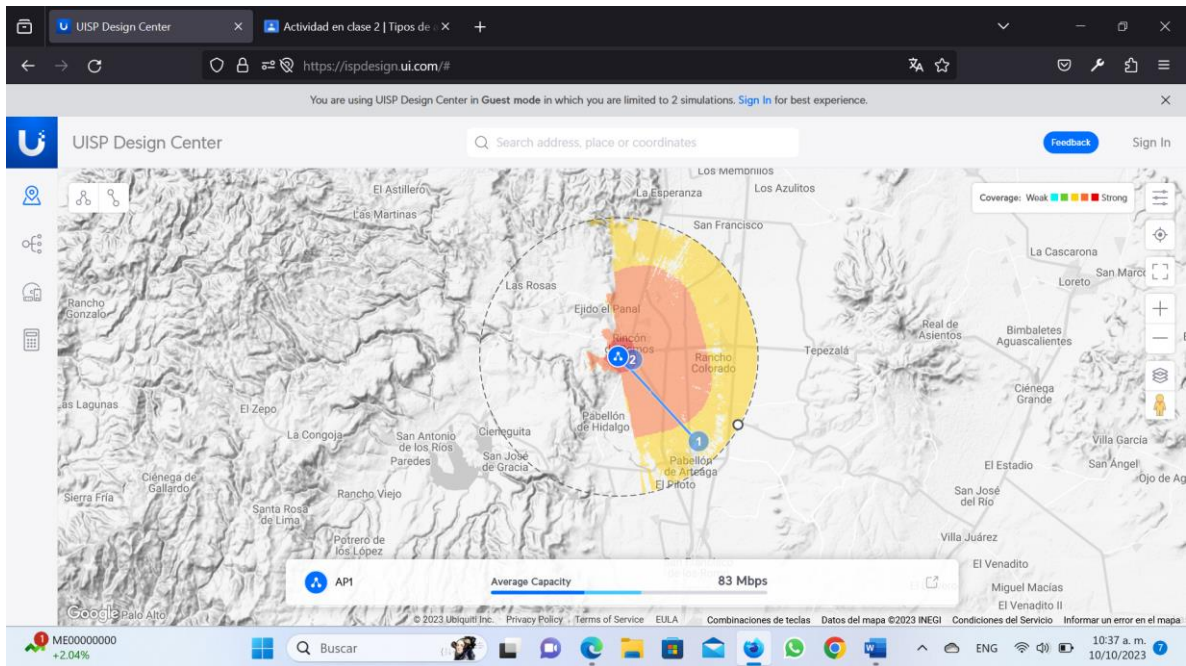 UISP Design Center
Actividad en clase 2 | Tipos de
https://ispdesign.ui.com/#
You are using UISP Design Center in Guest mode in which you are limited to 2 simulations. Sign In for best experience.
UISP Design Center
Search address, place or coordinates
Feedback
Sign In
Los Membrillos
El Astillero
La Esperanza
Los Azulitos
Coverage: Weak
Strong
Las Martinas
San Francisco
La Cascarona
San Marcos
Loreto
Las Rosas
Rancho
Gonzalo
Ejido el Panal
Real de
Asientos
Bimbaletes
Aguascalientes
Rincón
2
Rancho
Colorado
Tepezalá
Ciénega
Grande
as Lagunas
El Zepo
Pabellón
de Hidalgo
La Congoja
San Antonio
de los Ríos
Cieneguita
1
Villa García
Paredes
San José
de Gracia
Pabellón
de Arteaga
El Estadio
San Ángel
Ciénega de
Gallardo
El Piloto
Ojo de Ag
Sierra Fría
Rancho Viejo
San José
del Río
Santa Rosa
de Lima
Villa Juárez
Potrero de
los López
El Venadito
API1
Average Capacity
83 Mbps
Miguel Macías
El Venadito II
Google
Palo Alto
© 2023 Ubiquiti Inc.
Privacy Policy
Terms of Service
EULA
Combinaciones de teclas
Datos del mapa ©2023 INEGI
Condiciones del Servicio
Informar un error en el mapa
ME00000000
+2.04%
Buscar
ENG
10:37 a. m.
10/10/2023
7